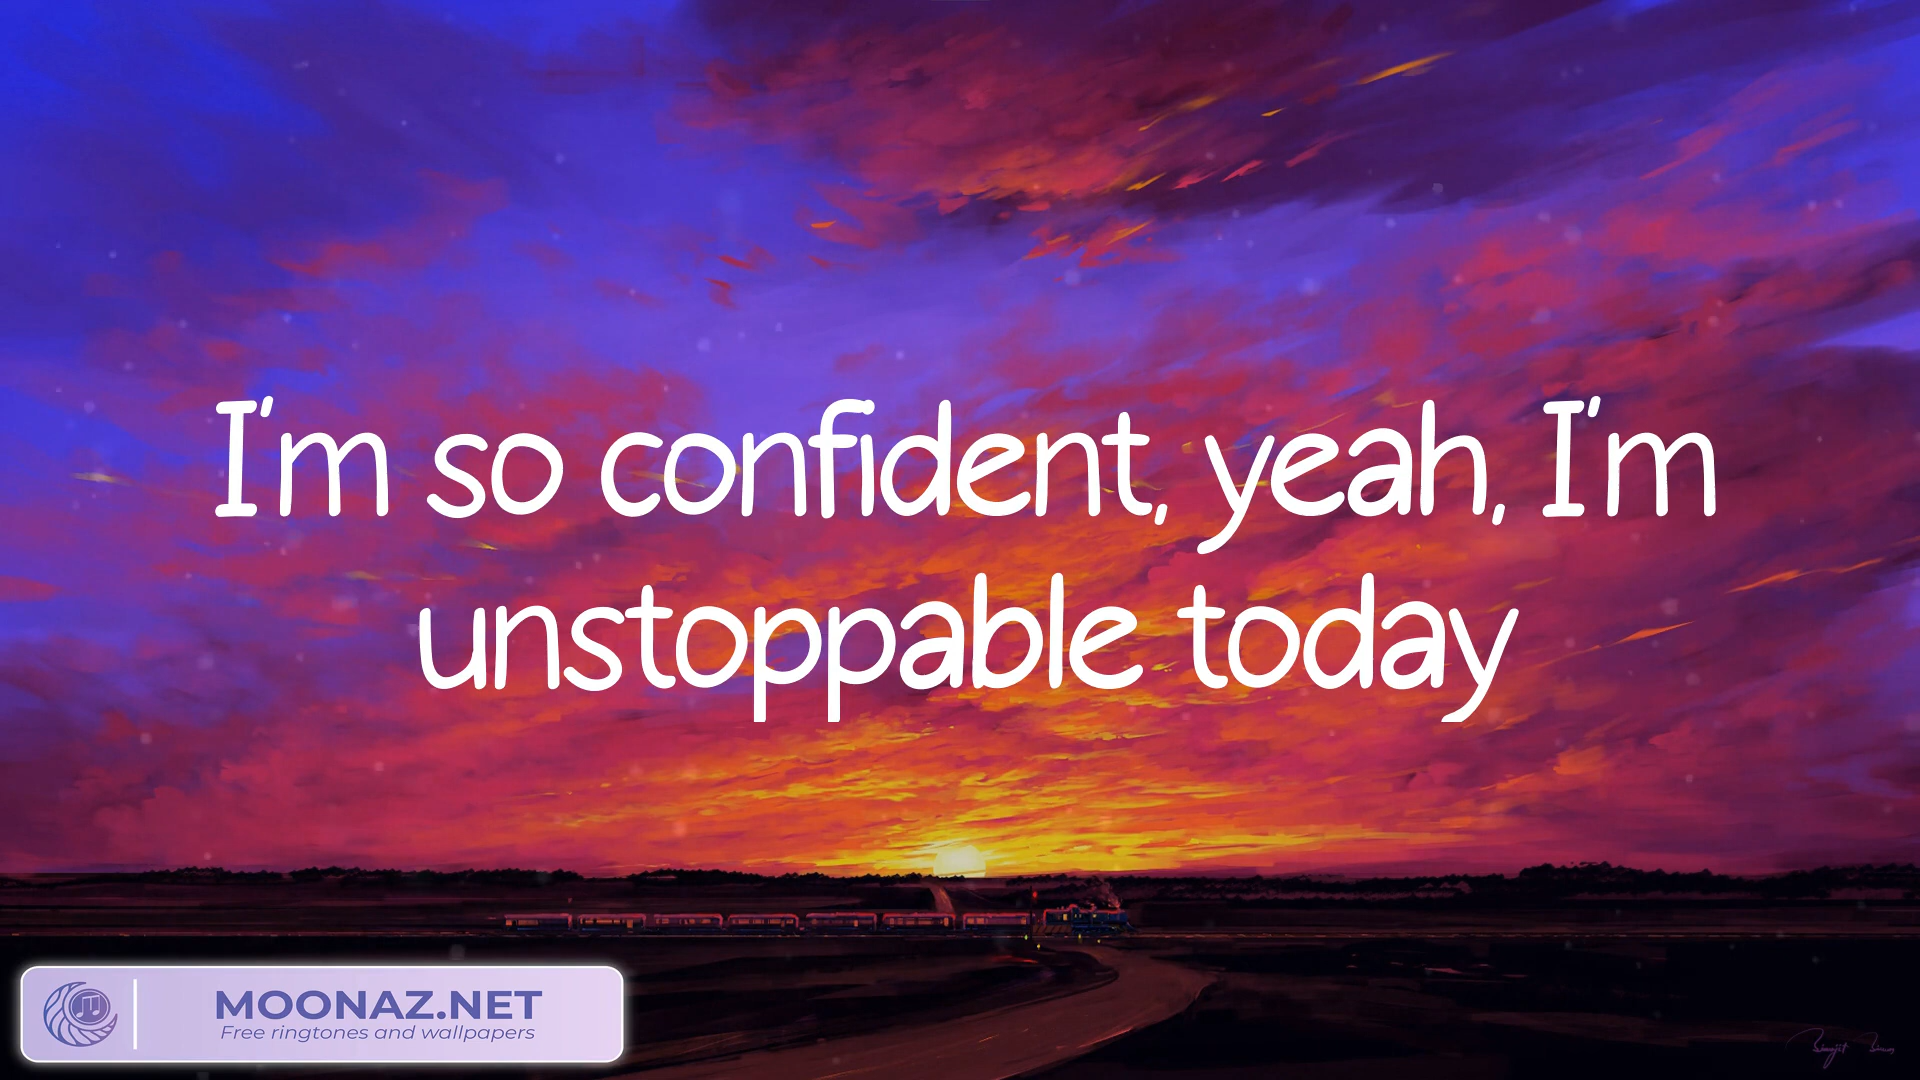 I'm so confident, yeah, I'm
unstoppable today
MOONAZ.NET
Free ringtones and wallpapers